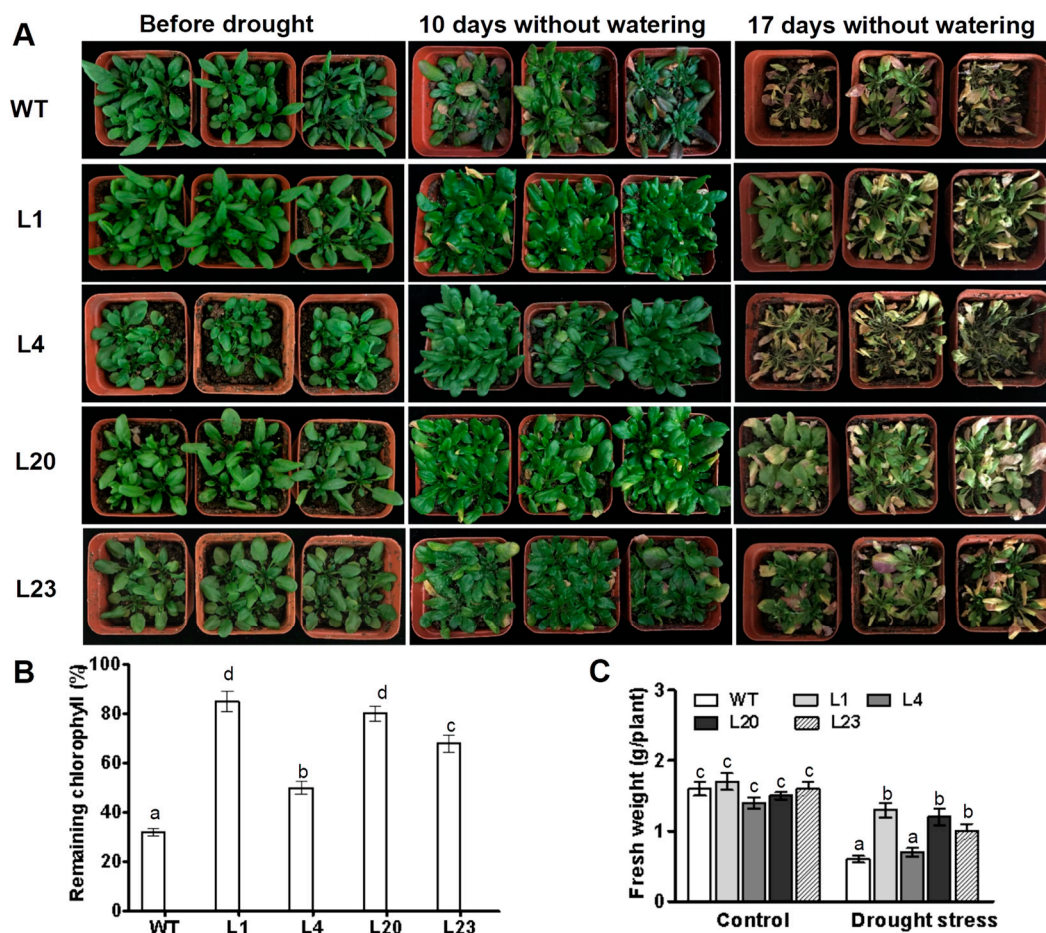 A
Before drought
10 days without watering
17 days without watering
WT
L1
L4
L20
L23
B
Remaining chlorophyll (%)
100
80
60
40
20
0
a
d
b
d
c
WT
L1
L4
L20
L23
C
Fresh weight (g/plant)
3
2
1
0
WT
L1
L4
L20
L23
c
c
c
c
c
a
b
a
b
b
Control
Drought stress